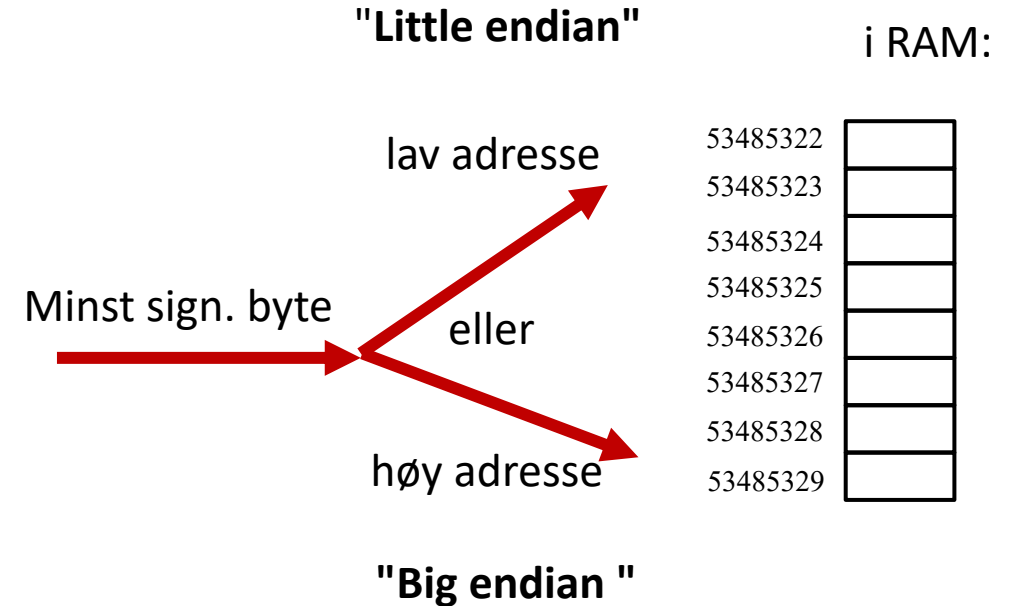 "Little endian"
i RAM:
lav adresse
53485322
53485323
53485324
53485325
Minst sign. byte
eller
53485326
53485327
53485328
høy adresse
53485329
"Big endian "